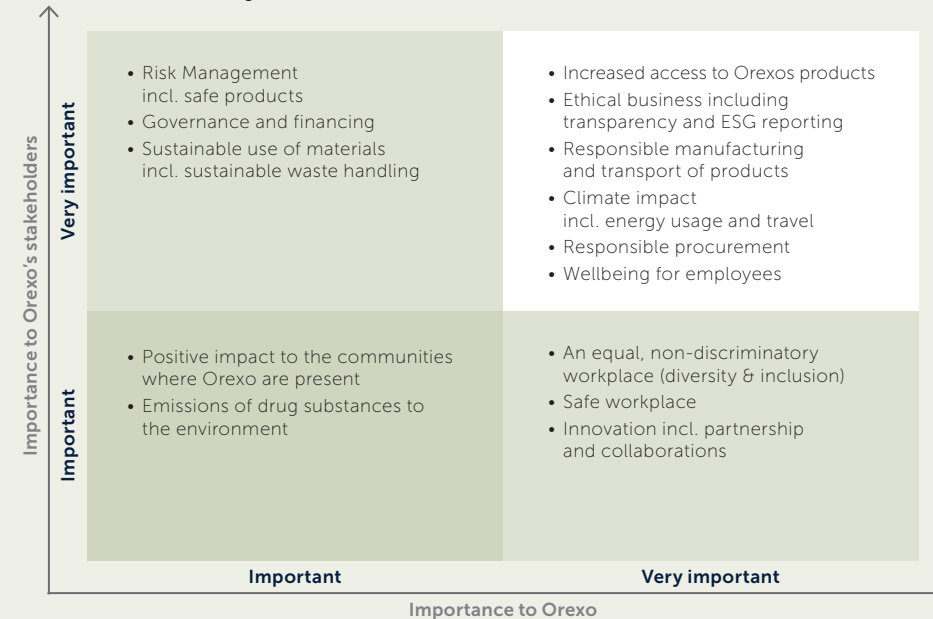 Importance to Orexo's stakeholders
Very important
• Risk Management
incl. safe products
• Governance and financing
• Sustainable use of materials
incl. sustainable waste handling
• Increased access to Orexos products
• Ethical business including
transparency and ESG reporting
• Responsible manufacturing
and transport of products
• Climate impact
incl. energy usage and travel
• Responsible procurement
• Wellbeing for employees
Important
• Positive impact to the communities
where Orexo are present
• Emissions of drug substances to
the environment
• An equal, non-discriminatory
workplace (diversity & inclusion)
• Safe workplace
• Innovation incl. partnership
and collaborations
Important
Very important
Importance to Orexo